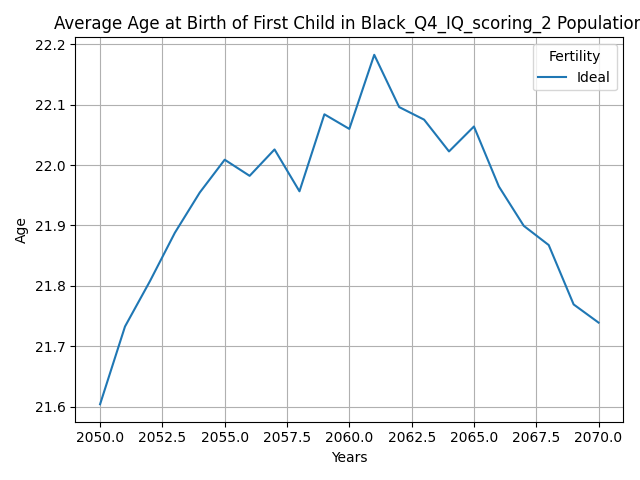 Average Age at Birth of First Child in Black_Q4_IQ_scoring_2 Population
22.2
22.1
22.0
21.9
21.8
21.7
21.6
Age
Fertility
Ideal
2050.0 2052.5 2055.0 2057.5 2060.0 2062.5 2065.0 2067.5 2070.0
Years